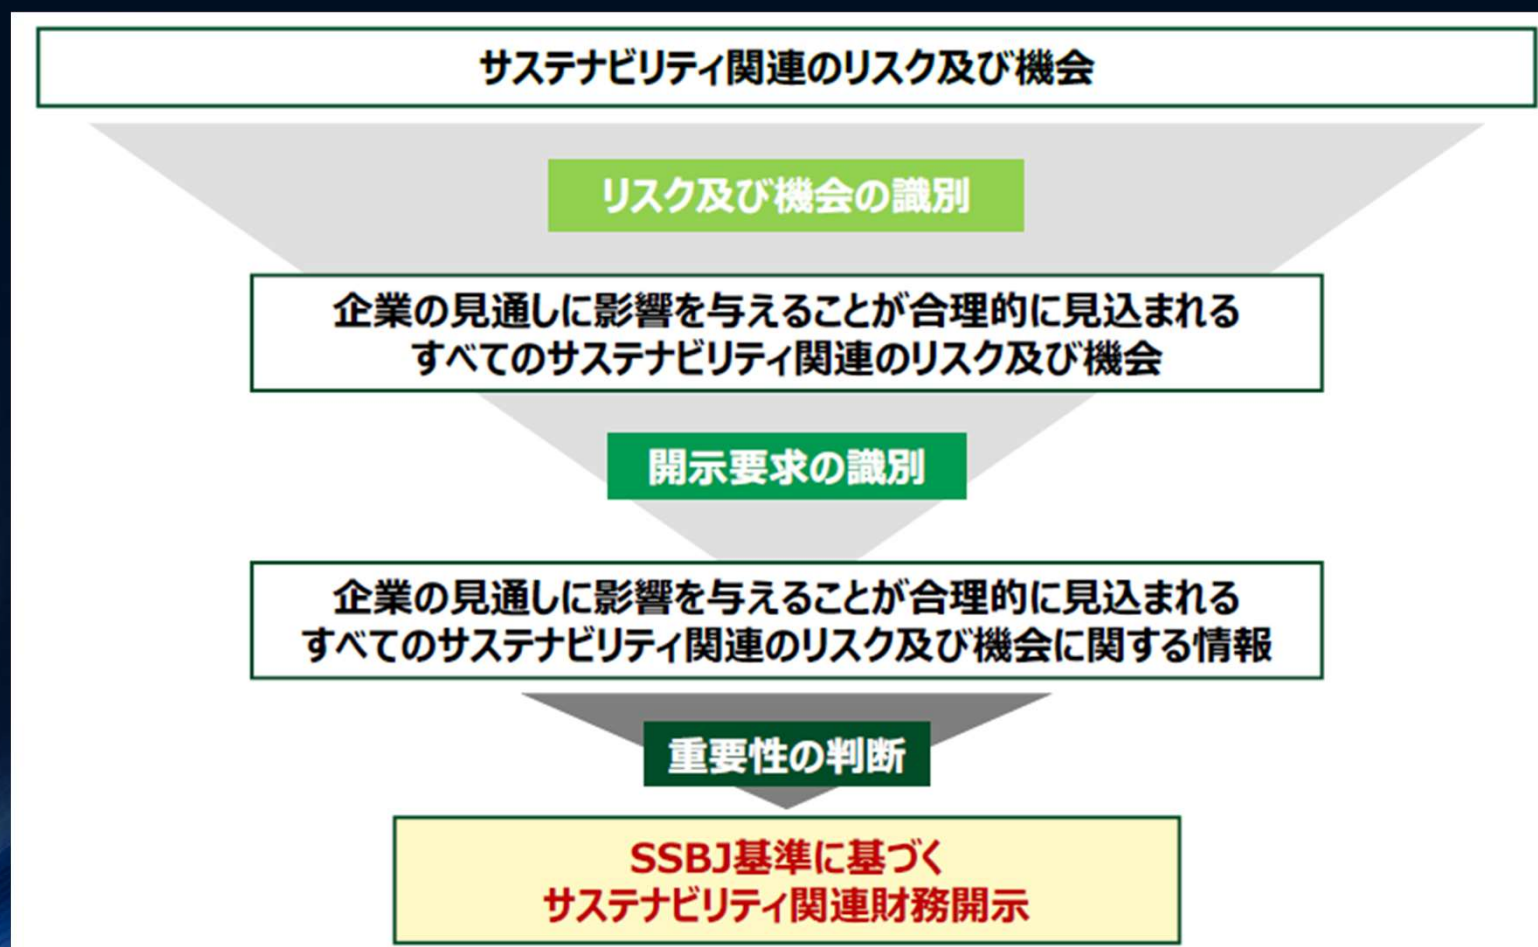 サステナビリティ関連のリスク及び機会
リスク及び機会の識別
企業の見通しに影響を与えることが合理的に見込まれる
すべてのサステナビリティ関連のリスク及び機会
開示要求の識別
企業の見通しに影響を与えることが合理的に見込まれる
すべてのサステナビリティ関連のリスク及び機会に関する情報
重要性の判断
SSBJ基準に基づく
サステナビリティ関連財務開示